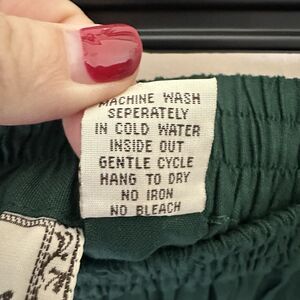 MACHINE WASH
SEPERATELY
IN COLD WATER
INSIDE OUT
GENTLE CYCLE
HANG TO DRY
NO IRON
NO BLEACH